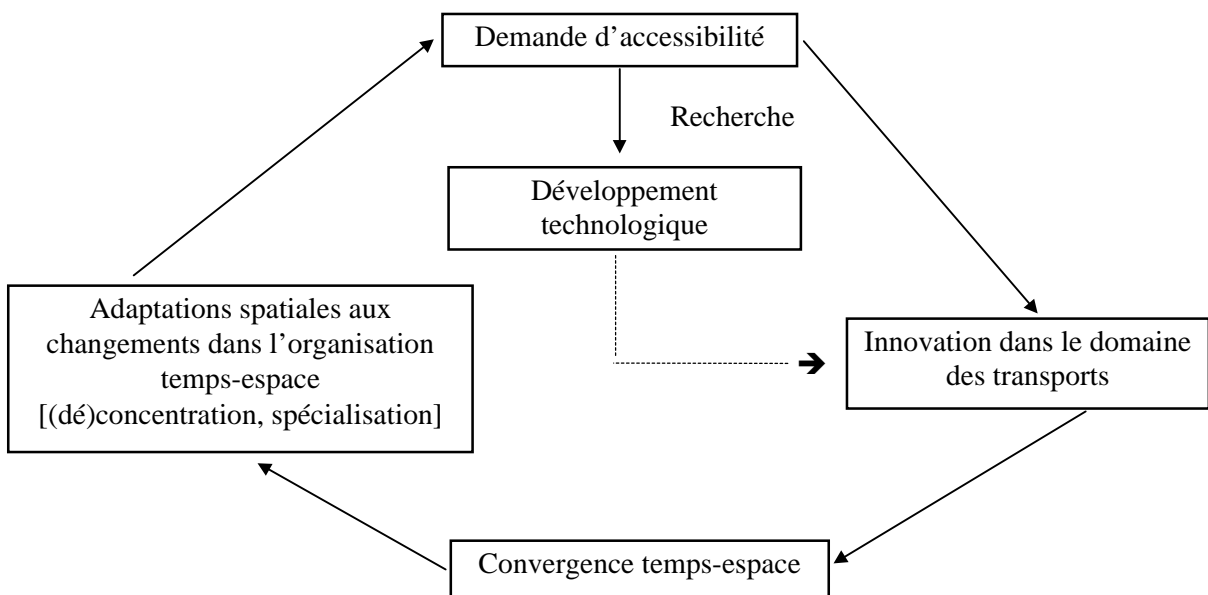 Demande d’accessibilité
Recherche
Développement
technologique
Adaptations spatiales aux
changements dans l’organisation
temps-espace
[(dé)concentration, spécialisation]
Innovation dans le domaine
des transports
Convergence temps-espace